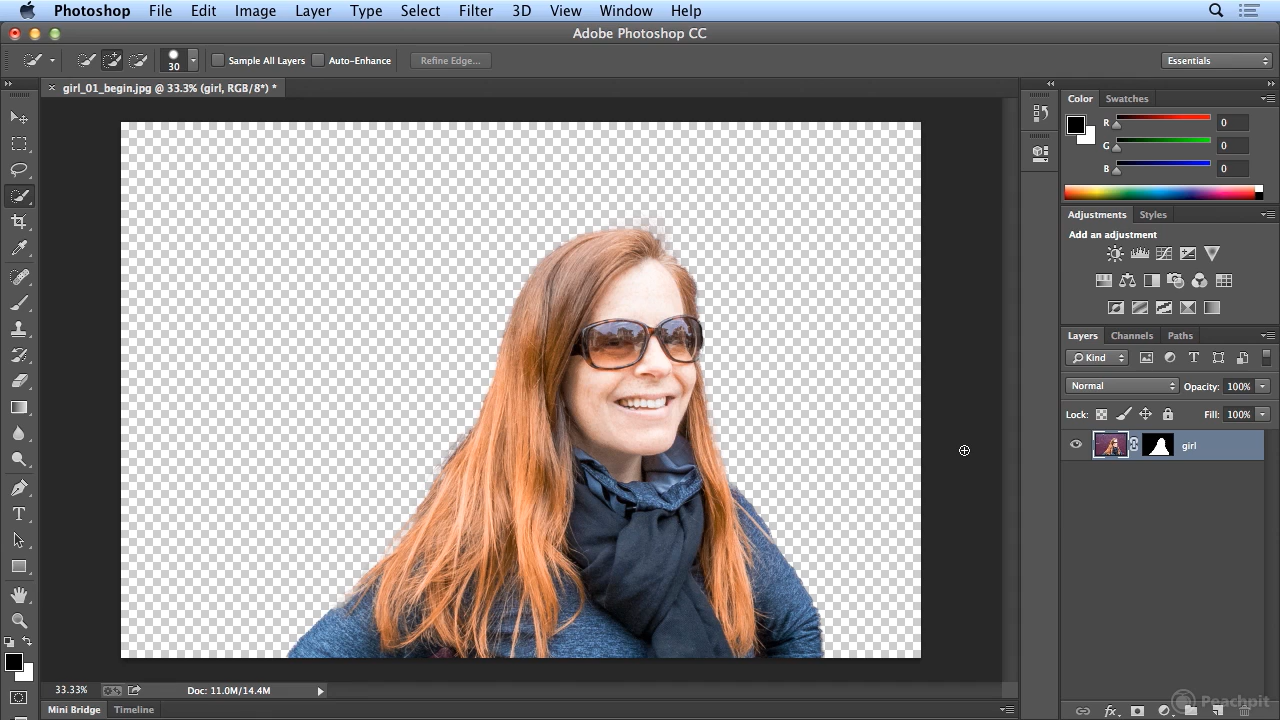 Photoshop File Edit Image Layer Type Select Filter 3D View Window Help
Adobe Photoshop CC
30 Sample All Layers Auto-Enhance Refine Edge... Essentials
× girl_01_begin.jpg @ 33.3% (girl, RGB/8*) *
Color Swatches
R 0
G 0
B 0
Adjustments Styles
Add an adjustment
Layers Channels Paths
Kind
Normal Opacity: 100%
Lock: Fill: 100%
girl
33.33% Doc: 11.0M/14.4M
Mini Bridge Timeline
Peachpit